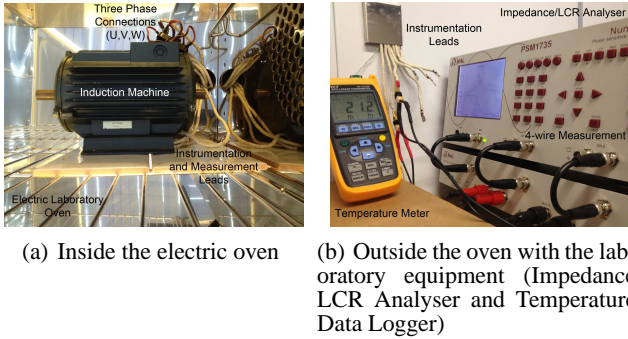 Three Phase
Connections
(U,V,W)
Induction Machine
Instrumentation
and Measurement
Leads
Electric Laboratory
Oven
(a) Inside the electric oven
Impedance/LCR Analyser
Instrumentation
Leads
PSM1735
Num
Phase sensitive
21.2
4-wire Measurement
Temperature Meter
(b) Outside the oven with the lab-
oratory equipment (Impedance
LCR Analyser and Temperature
Data Logger)